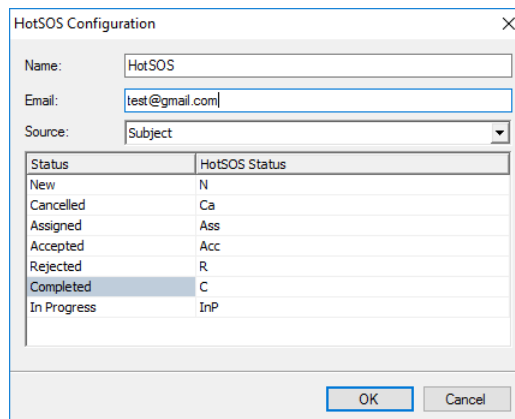 HotSOS Configuration
Name: HotSOS
Email: test@gmail.com
Source: Subject
Status HotSOS Status
New N
Cancelled Ca
Assigned Ass
Accepted Acc
Rejected R
Completed C
In Progress InP
OK Cancel